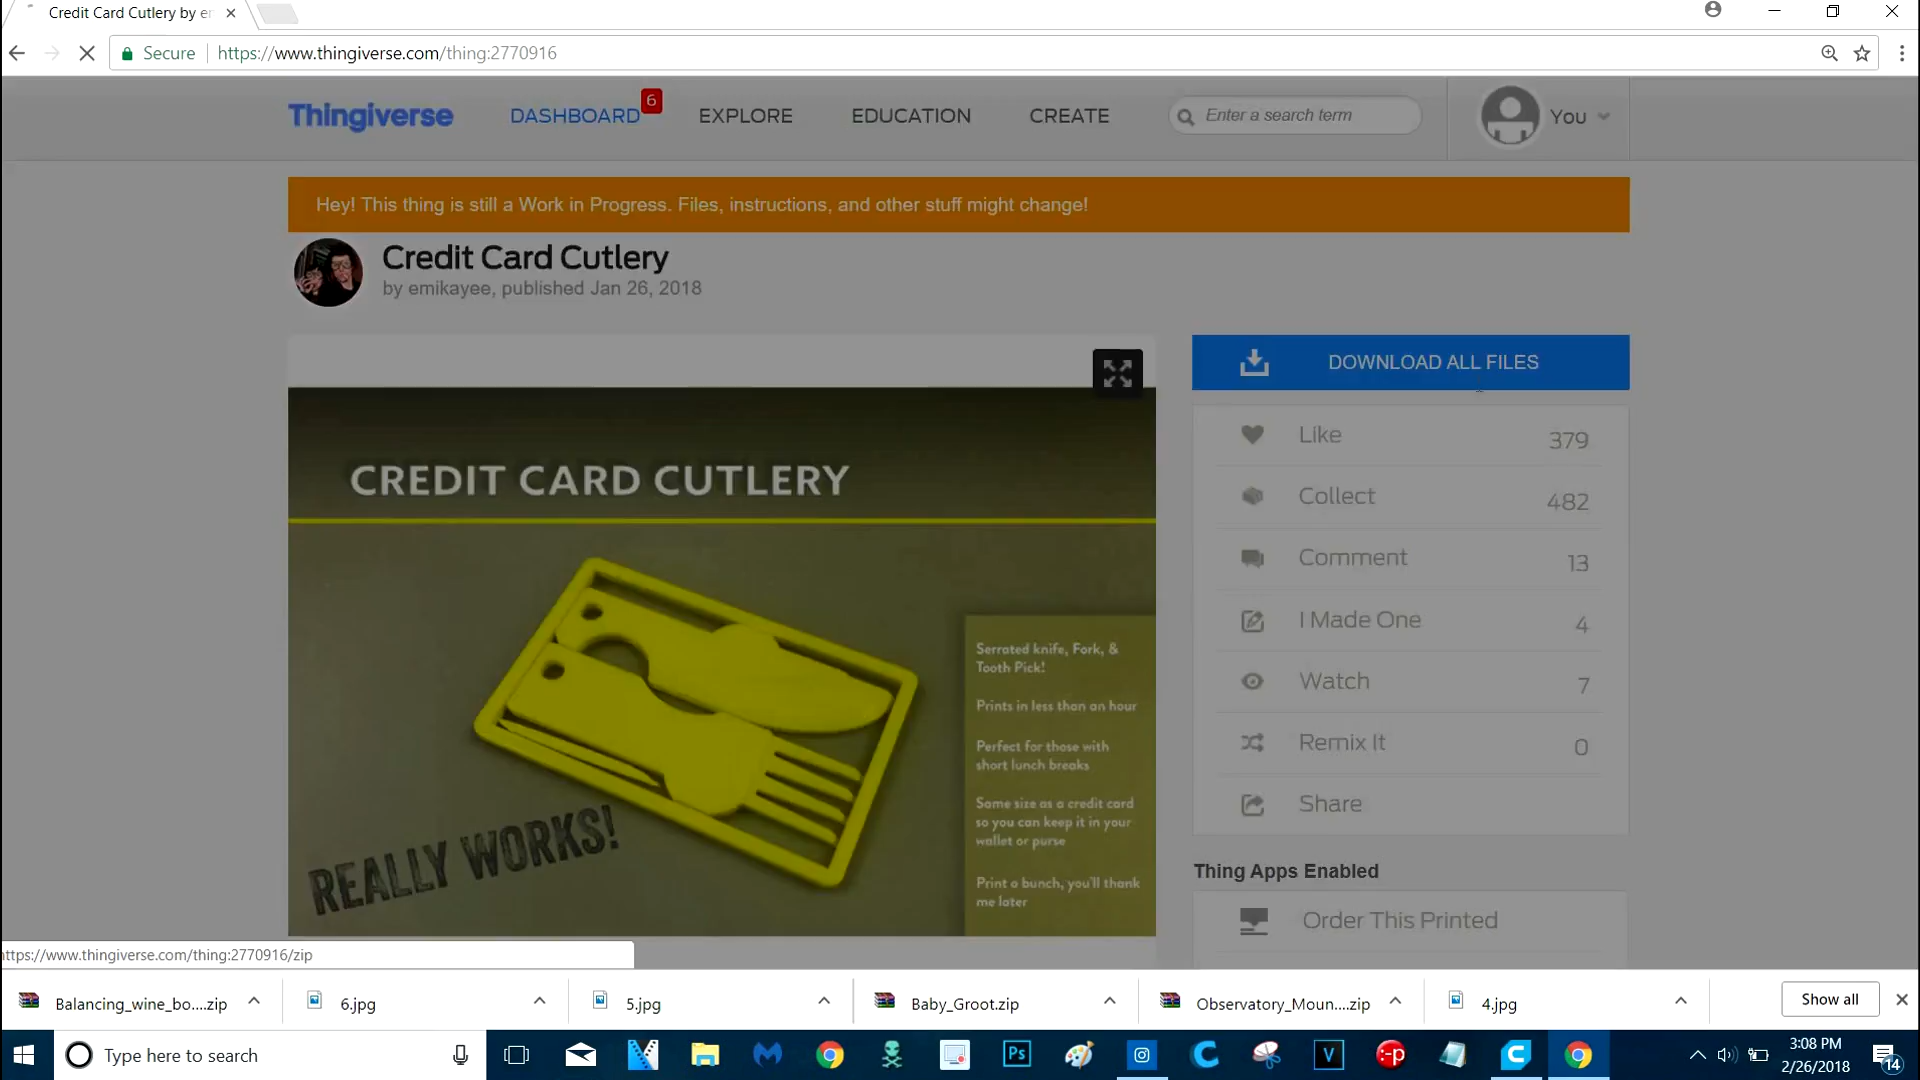 Credit Card Cutlery by er
Secure
https://www.thingiverse.com/thing:2770916
Thingiverse
DASHBOARD
6
EXPLORE
EDUCATION
CREATE
Enter a search term
You
Hey! This thing is still a Work in Progress. Files, instructions, and other stuff might change!
Credit Card Cutlery
by emikayee, published Jan 26, 2018
DOWNLOAD ALL FILES
CREDIT CARD CUTLERY
Serrated knife, Fork, &
Tooth Pick!
Prints in less than an hour
Perfect for those with
short lunch breaks
Same size as a credit card
so you can keep it in your
wallet or purse
Print a bunch, you'll thank
me later
REALLY WORKS!
Like 379
Collect 482
Comment 13
I Made One 4
Watch 7
Remix It 0
Share
Thing Apps Enabled
Order This Printed
ttps://www.thingiverse.com/thing:2770916/zip
Balancing_wine_bo....zip
6.jpg
5.jpg
Baby_Groot.zip
Observatory_Moun....zip
4.jpg
Show all
Type here to search
Ps
V
:-p
3:08 PM
2/26/2018
14